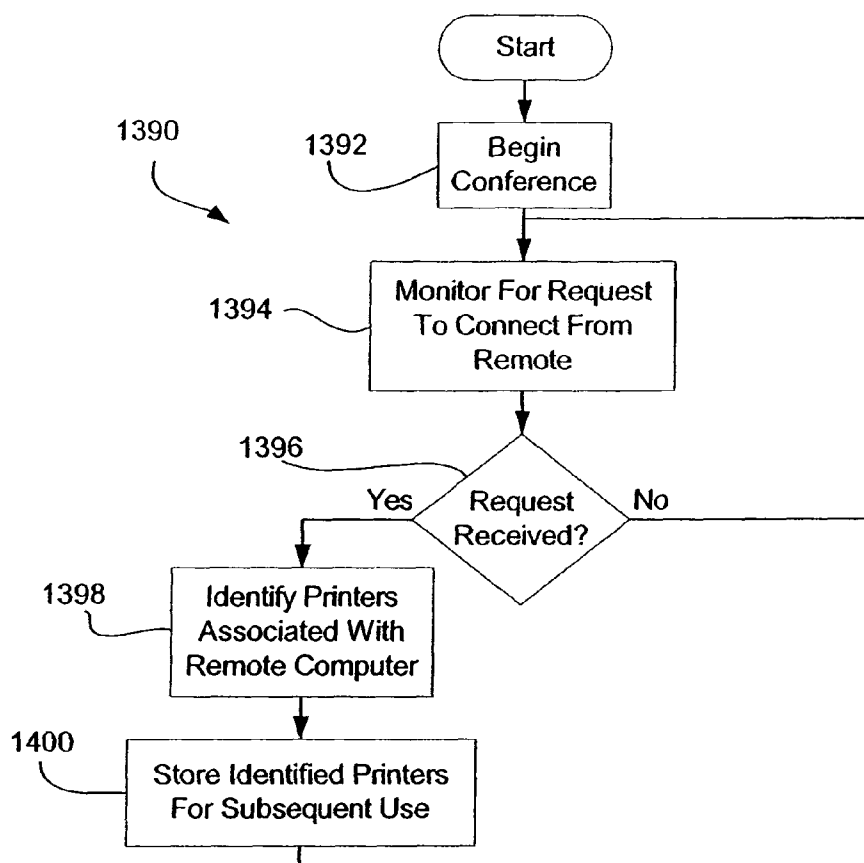 Start
1390
1392
Begin
Conference
1394
Monitor For Request
To Connect From
Remote
1396
Yes
Request
Received?
No
1398
Identify Printers
Associated With
Remote Computer
1400
Store Identified Printers
For Subsequent Use